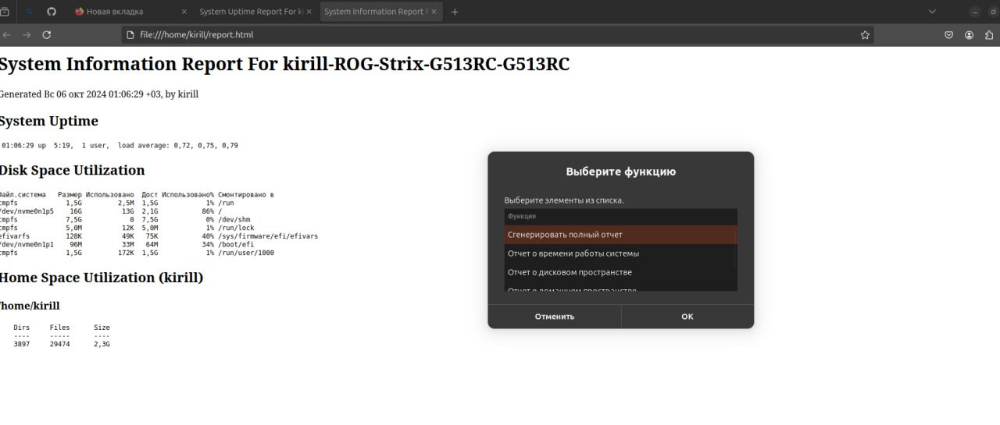 Новая вкладка
System Uptime Report For ki
System Information Report F
file:///home/kirill/report.html
System Information Report For kirill-ROG-Strix-G513RC-G513RC
Generated Вс 06 окт 2024 01:06:29 +03, by kirill
System Uptime
01:06:29 up  5:19,  1 user,  load average: 0,72, 0,75, 0,79
Disk Space Utilization
Файл.система   Размер Использовано  Дост Использовано% Смонтировано в
tmpfs            1,5G         2,5M  1,5G            1% /run
/dev/nvme0n1p5    16G          13G  2,1G           86% /
tmpfs            7,5G            0  7,5G            0% /dev/shm
tmpfs            5,0M          12K  5,0M            1% /run/lock
efivarfs         128K          49K   75K           40% /sys/firmware/efi/efivars
/dev/nvme0n1p1    96M          33M   64M           34% /boot/efi
tmpfs            1,5G         172K  1,5G            1% /run/user/1000
Home Space Utilization (kirill)
/home/kirill
Dirs     Files      Size
----     -----      ----
3897     29474      2,3G
Выберите функцию
Выберите элементы из списка.
Функция
Сгенерировать полный отчет
Отчет о времени работы системы
Отчет о дисковом пространстве
Отчет о домашнем пространстве
Отменить
OK